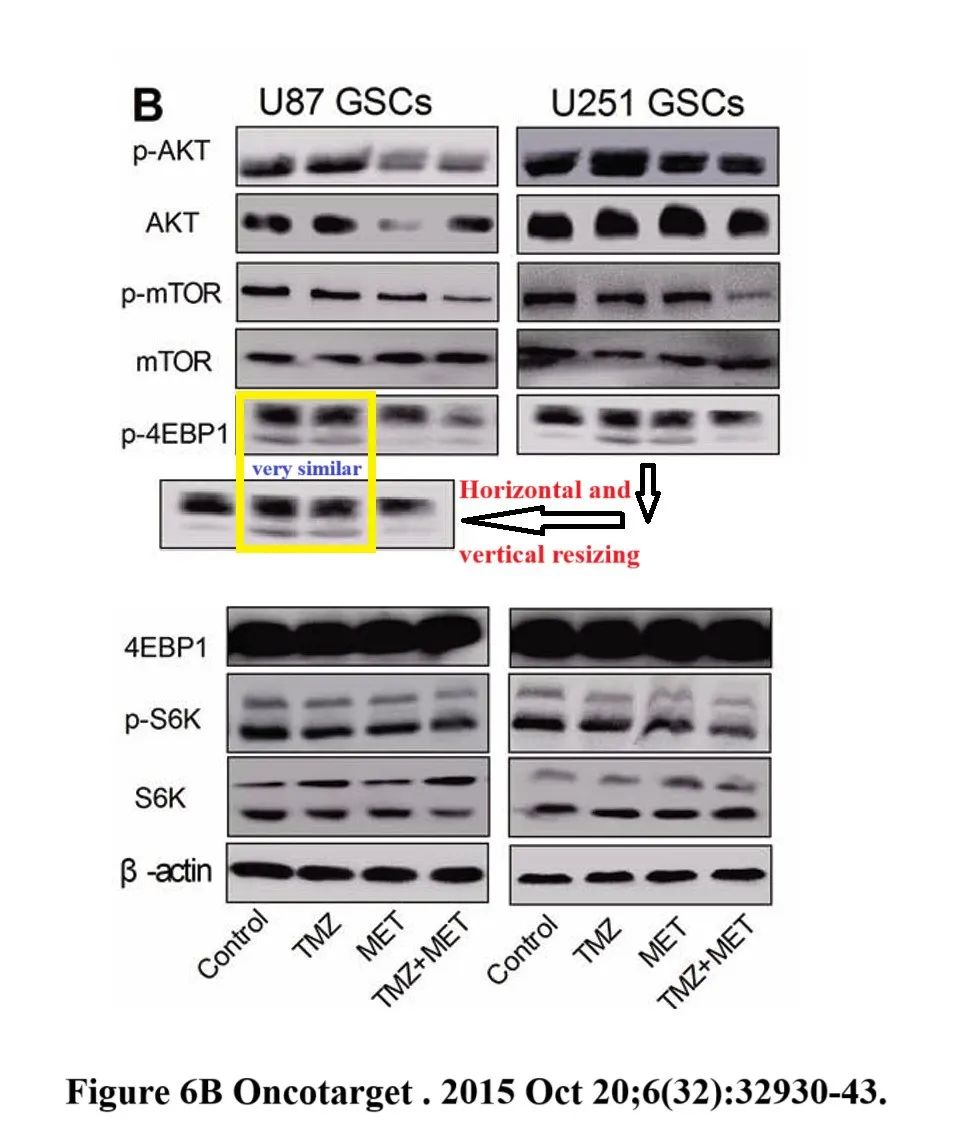 B
U87 GSCs U251 GSCs
p-AKT
AKT
p-mTOR
mTOR
p-4EBP1
very similar
Horizontal and
vertical resizing
4EBP1
p-S6K
S6K
β -actin
Control TMZ MET TMZ+MET Control TMZ MET TMZ+MET
Figure 6B Oncotarget . 2015 Oct 20;6(32):32930-43.